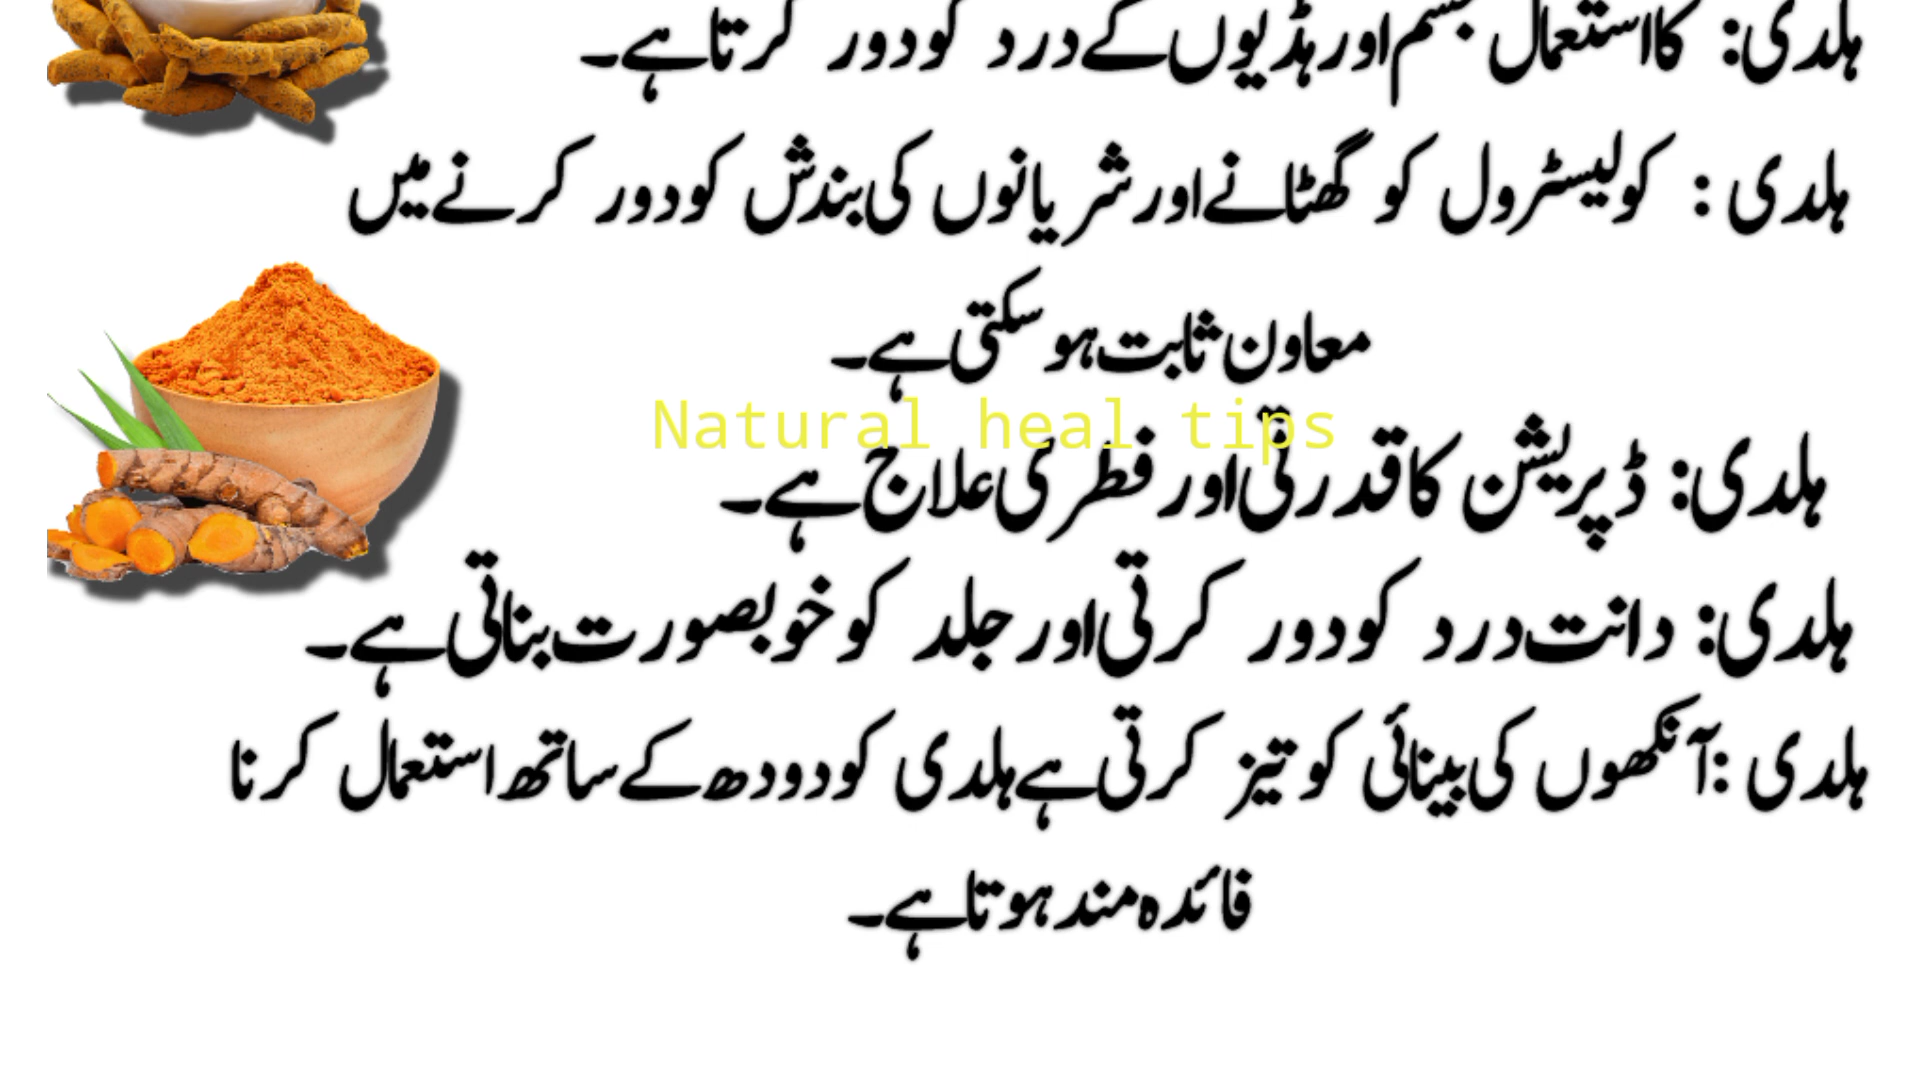 ہلدی: کااستعمال جسم اور ہڈیوں کے درد کو دور کرتا ہے۔
ہلدی : کولیسٹرول کو گھٹانے اور شریانوں کی بندش کو دور کرنے میں
معاون ثابت ہو سکتی ہے۔
Natural heal tips
ہلدی: ڈپریشن کا قدرتی اور فطری علاج ہے۔
ہلدی: دانت درد کو دور کرتی اور جلد کو خوبصورت بناتی ہے۔
ہلدی :آنکھوں کی بینائی کو تیز کرتی ہے ہلدی کو دودھ کے ساتھ استعمال کرنا
فائدہ مند ہوتا ہے۔